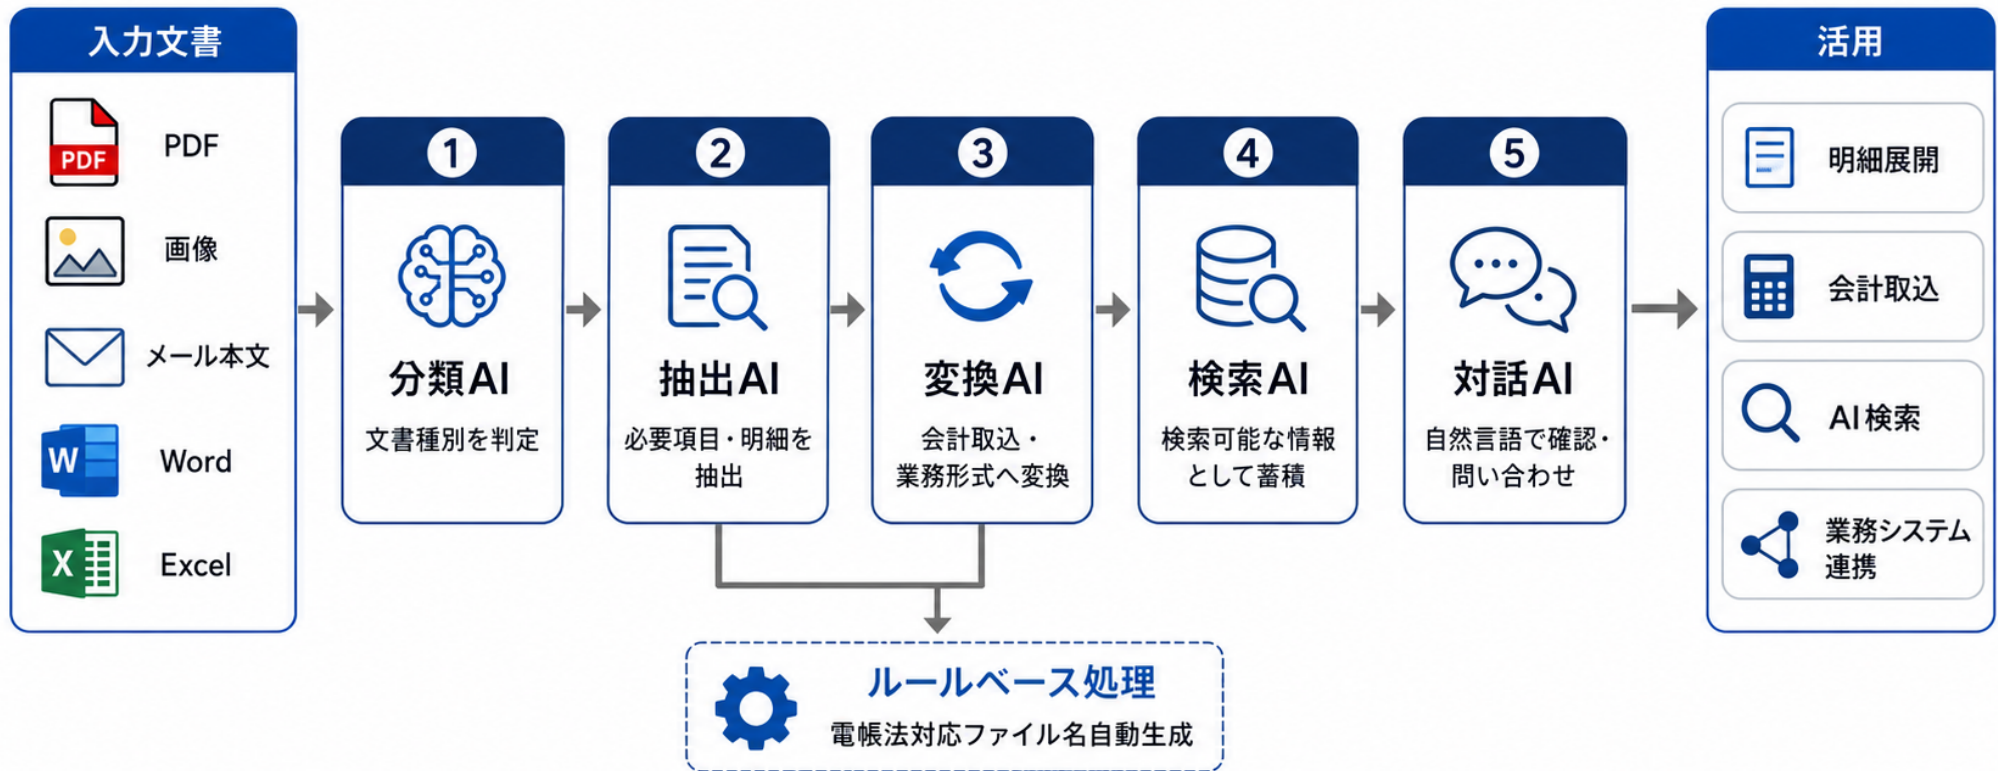 入力文書
PDF
PDF
画像
メール本文
W
Word
X
Excel
1
分類AI
文書種別を判定
2
抽出AI
必要項目・明細を
抽出
3
変換AI
会計取込・
業務形式へ変換
4
検索AI
検索可能な情報
として蓄積
5
対話AI
自然言語で確認・
問い合わせ
ルールベース処理
電帳法対応ファイル名自動生成
活用
明細展開
会計取込
AI検索
業務システム
連携